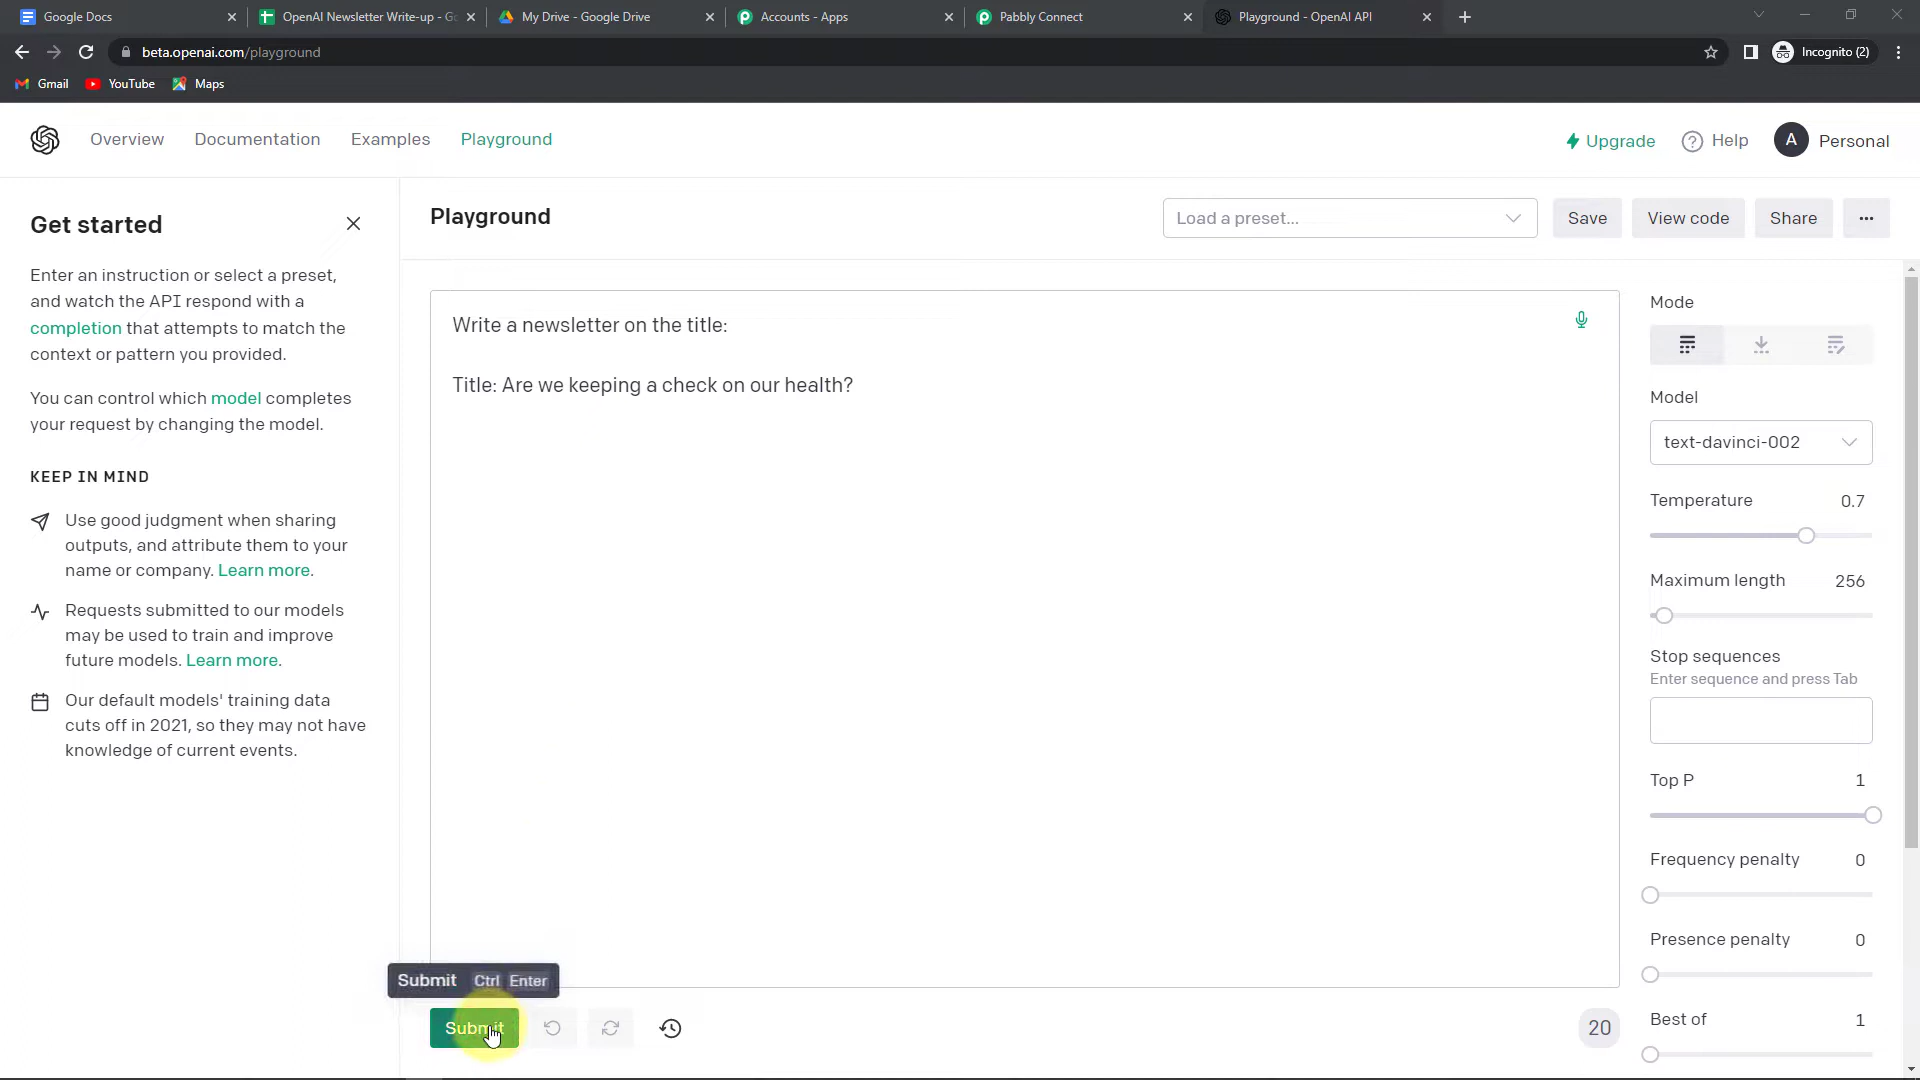 Google Docs
OpenAI Newsletter Write-up - Go
My Drive - Google Drive
Accounts - Apps
Pabbly Connect
Playground - OpenAI API
beta.openai.com/playground
Incognito (2)
Gmail
YouTube
Maps
Overview
Documentation
Examples
Playground
Upgrade
? Help
A
Personal
Get started
Enter an instruction or select a preset,
and watch the API respond with a
completion that attempts to match the
context or pattern you provided.
You can control which model completes
your request by changing the model.
KEEP IN MIND
Use good judgment when sharing
outputs, and attribute them to your
name or company. Learn more.
Requests submitted to our models
may be used to train and improve
future models. Learn more.
Our default models' training data
cuts off in 2021, so they may not have
knowledge of current events.
Playground
Load a preset...
Save
View code
Share
...
Write a newsletter on the title:
Title: Are we keeping a check on our health?
Submit Ctrl Enter
Submit
20
Mode
Model
text-davinci-002
Temperature 0.7
Maximum length 256
Stop sequences
Enter sequence and press Tab
Top P 1
Frequency penalty 0
Presence penalty 0
Best of 1